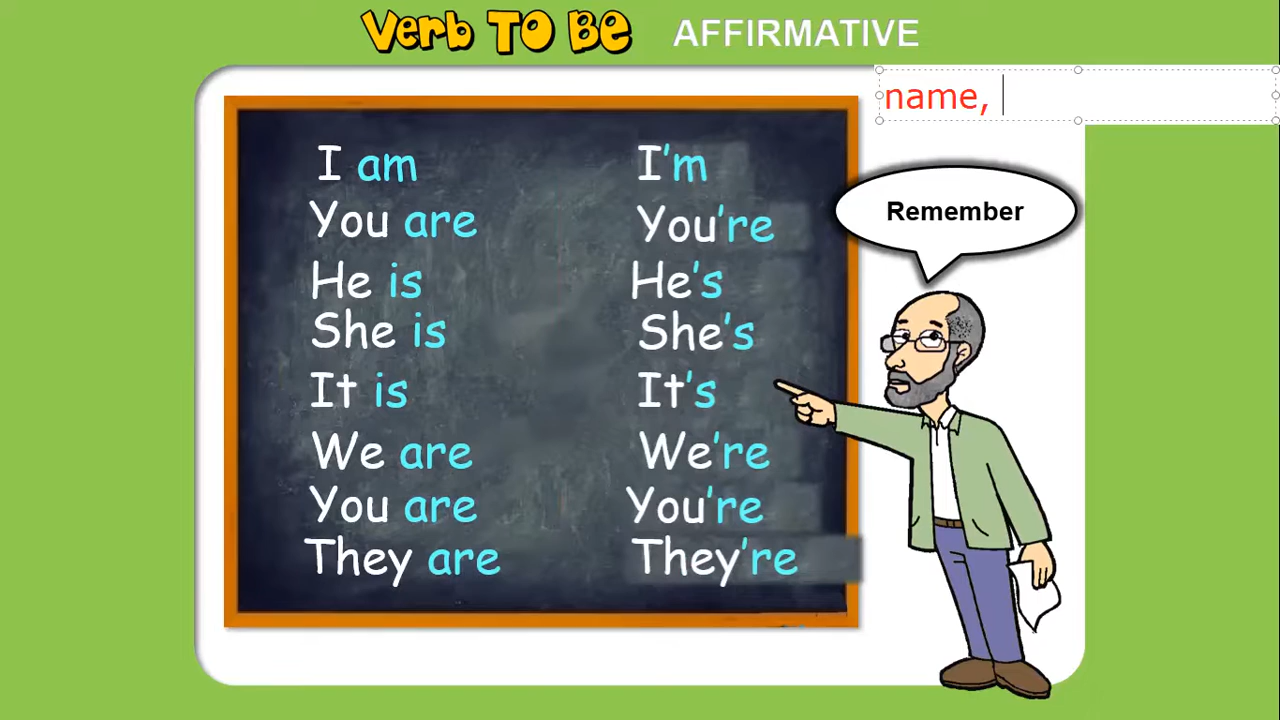 Verb TO BE AFFIRMATIVE
name,
I am I'm
Remember
You are You're
He is He's
She is She's
It is It's
We are We're
You are You're
They are They're